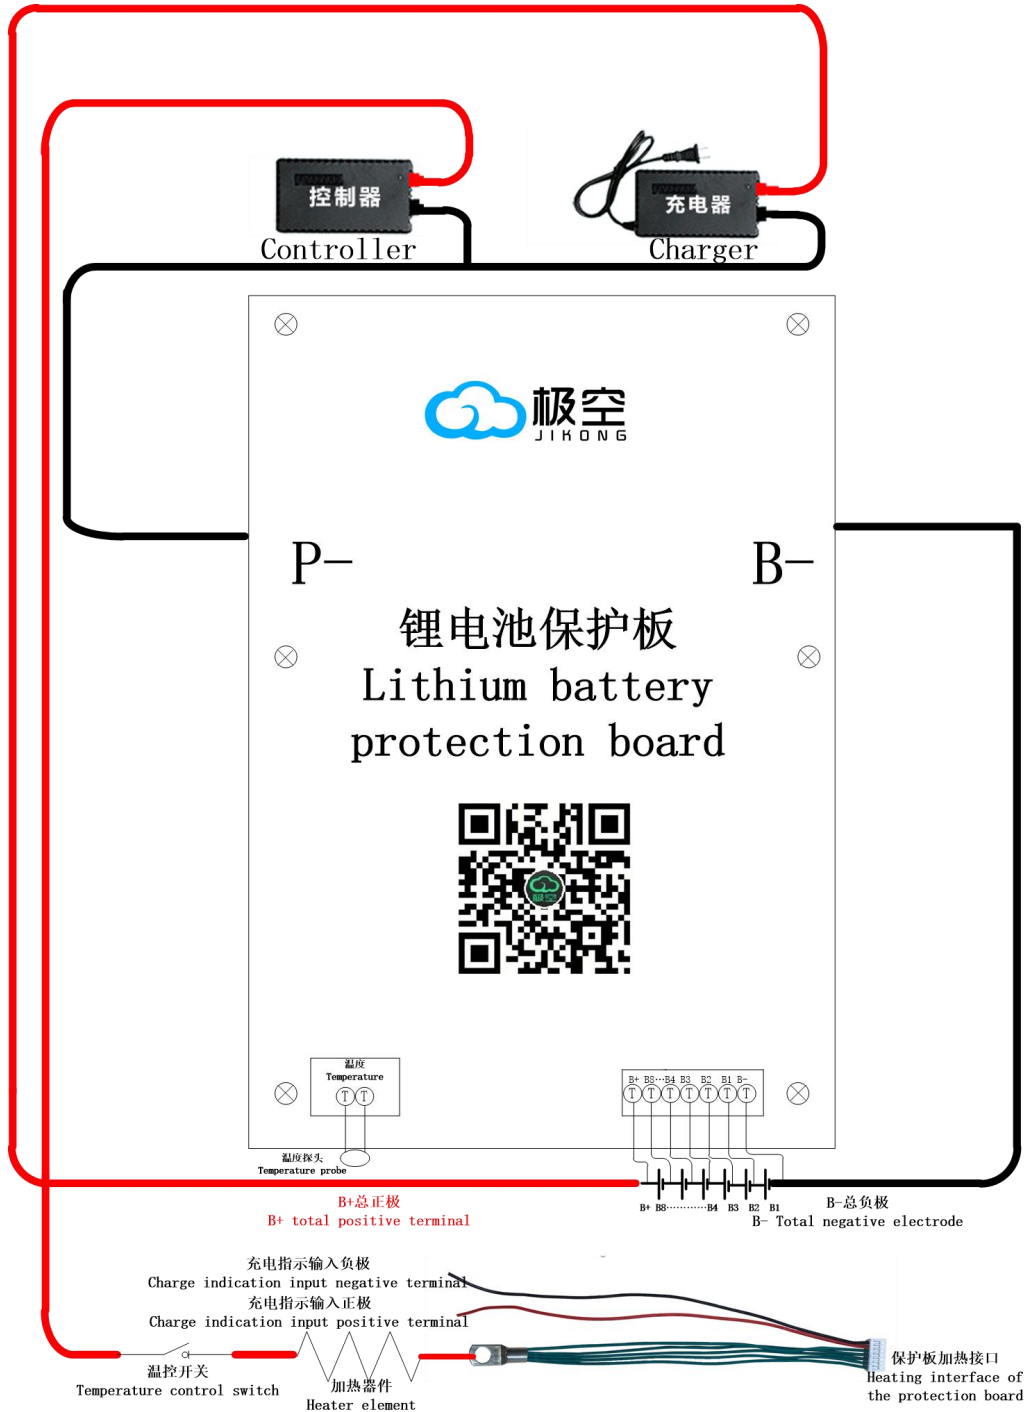 控制器
Controller
充电器
Charger
极空
JIKONG
P-
B-
锂电池保护板
Lithium battery
protection board
极空
温度
Temperature
T T
B+ B8…B4 B3 B2 B1 B-
T T T T T T T
温度探头
Temperature probe
B+总正极
B+ total positive terminal
B+ B8…………B4 B3 B2 B1
B-总负极
B- Total negative electrode
充电指示输入负极
Charge indication input negative terminal
充电指示输入正极
Charge indication input positive terminal
温控开关
Temperature control switch
加热器件
Heater element
保护板加热接口
Heating interface of
the protection board